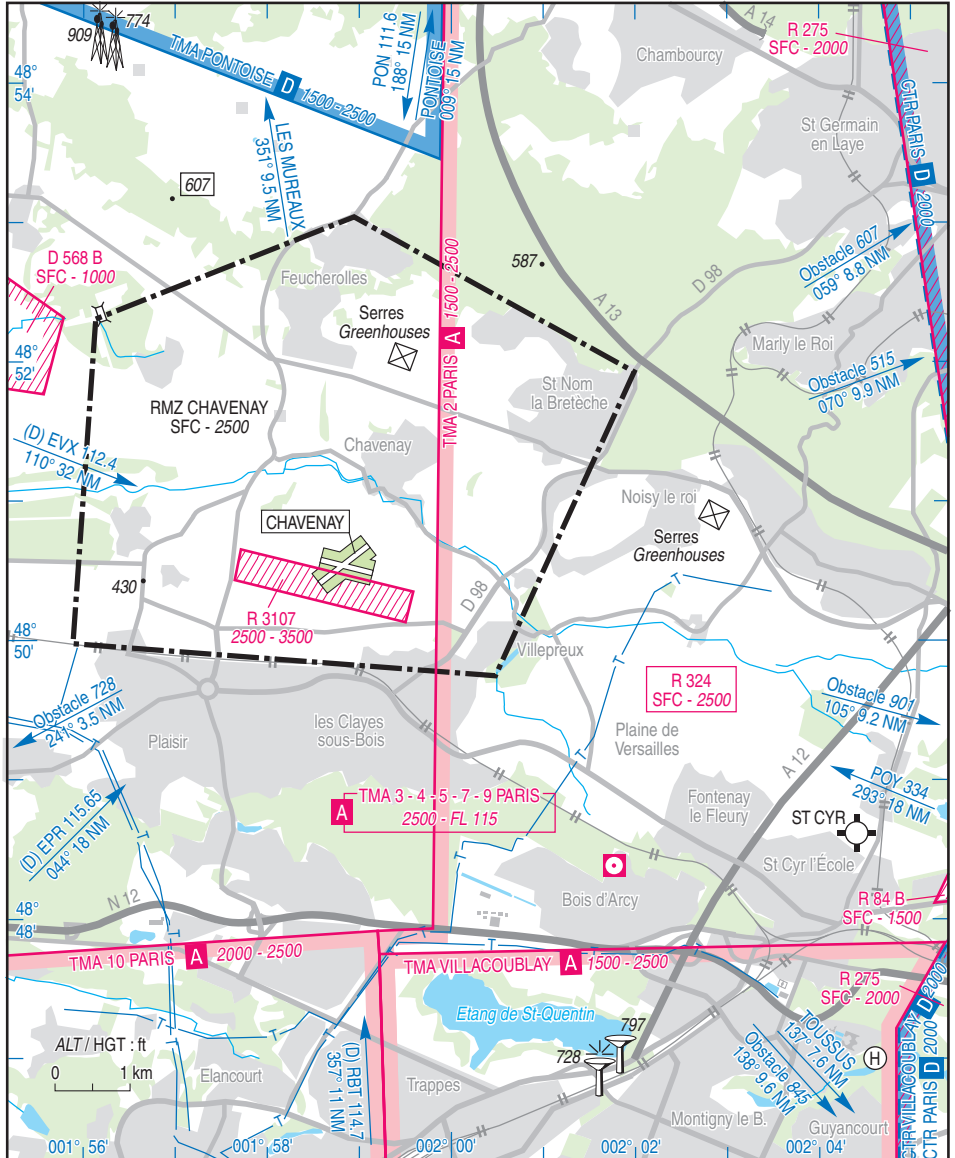 909
774
TMA PONTOISE D 1500-2500
PON 111.6
188° 15 NM
PONTOISE
009° 15 NM
A 14
R 275
SFC - 2000
Chambourcy
48°
54'
LES MUREAUX
351° 9.5 NM
St Germain
en Laye
CTR PARIS D 2000
607
D 568 B
SFC - 1000
Feucherolles
587
D 98
Obstacle 607
059° 8.8 NM
Serres
Greenhouses
A 13
TMA 2 PARIS A 1500-2500
Marly le Roi
48°
52'
Obstacle 515
070° 9.9 NM
St Nom
la Bretèche
RMZ CHAVENAY
SFC - 2500
(D) EVX 112.4
110° 32 NM
Chavenay
Noisy le roi
Serres
Greenhouses
CHAVENAY
430
R 3107
2500 - 3500
D 98
48°
50'
Villepreux
R 324
SFC - 2500
Obstacle 728
241° 3.5 NM
Obstacle 901
105° 9.2 NM
Plaisir
les Clayes
sous-Bois
Plaine de
Versailles
A 12
POY 334
293° 18 NM
(D) EPR 115.65
044° 18 NM
A
TMA 3 - 4 - 5 - 7 - 9 PARIS
2500 - FL 115
Fontenay
le Fleury
ST CYR
St Cyr l'École
Bois d'Arcy
N 12
R 84 B
SFC - 1500
48°
48'
TMA 10 PARIS A 2000 - 2500
TMA VILLACOUBLAY A 1500 - 2500
R 275
SFC - 2000
Etang de St-Quentin
797
728
TOUSSUS
137° 7.6 NM
Obstacle 845
138° 9.6 NM
H
ALT / HGT : ft
0 1 km
Elancourt
(D) RBT 114.7
357° 11 NM
Trappes
Montigny le B.
Guyancourt
CTR VILLACOUBLAY D 2000
CTR PARIS D 2000
001° 56'
001° 58'
002° 00'
002° 02'
002° 04'
T
T
T
T
T
T
T
T
T
T
T
T
T
T